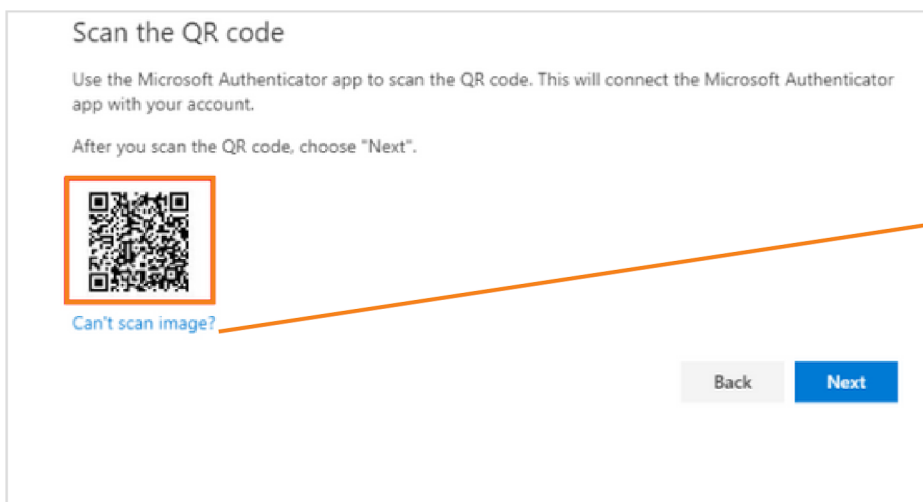 Scan the QR code
Use the Microsoft Authenticator app to scan the QR code. This will connect the Microsoft Authenticator
app with your account.
After you scan the QR code, choose "Next".
Can't scan image?
Back
Next